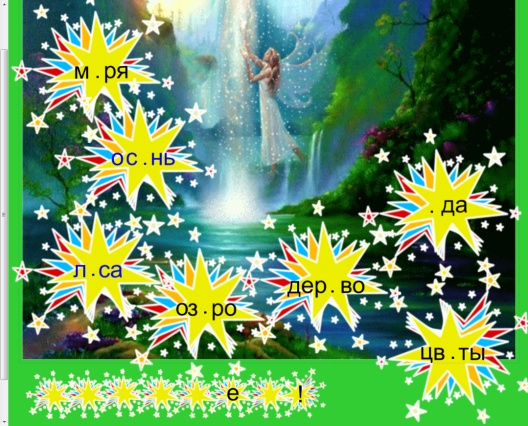 м.ря
ос.нь
.да
л.са
дер.во
оз.ро
цв.ты
е !